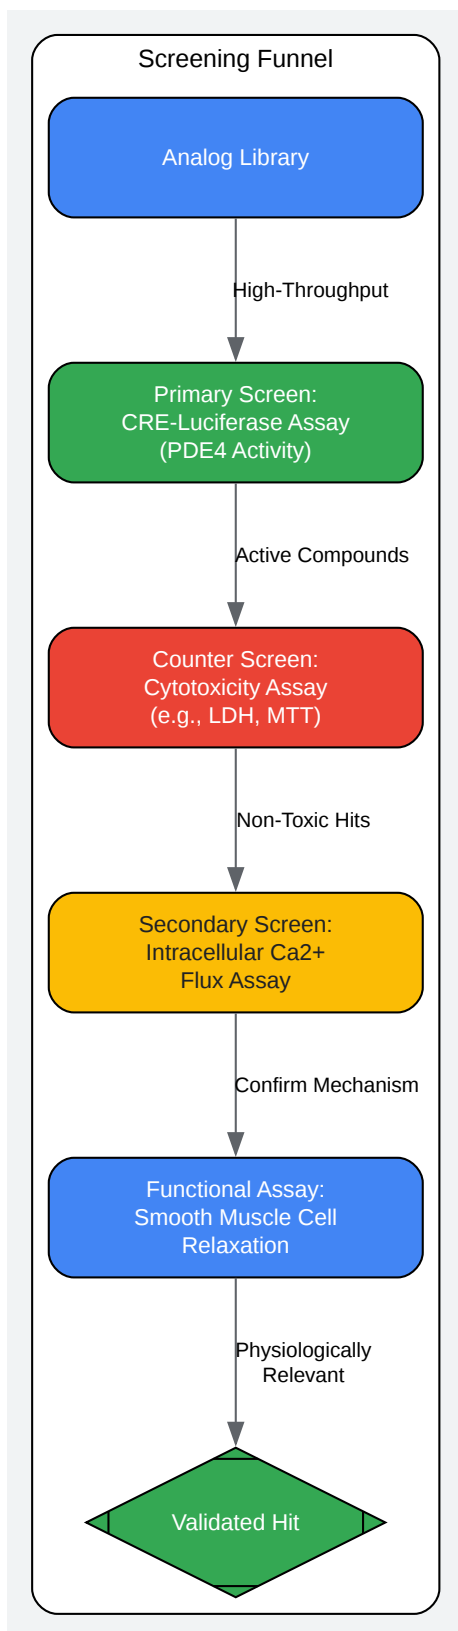 Screening Funnel
Analog Library
High-Throughput
Primary Screen:
CRE-Luciferase Assay
(PDE4 Activity)
Active Compounds
Counter Screen:
Cytotoxicity Assay
(e.g., LDH, MTT)
Non-Toxic Hits
Secondary Screen:
Intracellular Ca2+
Flux Assay
Confirm Mechanism
Functional Assay:
Smooth Muscle Cell
Relaxation
Physiologically
Relevant
Validated Hit